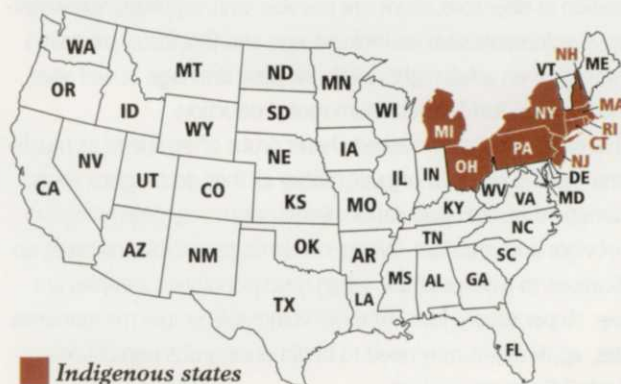 WA
MT
ND
MN
VT
NH
ME
OR
ID
WY
SD
WI
MI
NY
MA
RI
CT
NV
UT
CO
NE
IA
IL
IN
OH
PA
NJ
DE
MD
CA
KS
MO
KY
WV
VA
AZ
NM
OK
AR
TN
NC
SC
TX
LA
MS
AL
GA
FL
Indigenous states